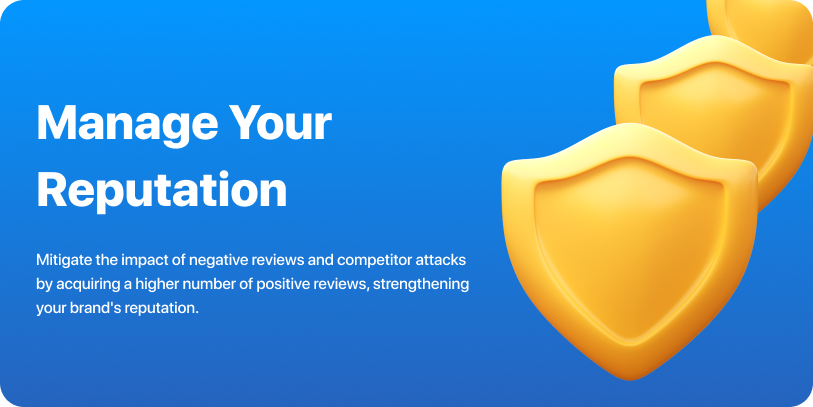 Manage Your
Reputation
Mitigate the impact of negative reviews and competitor attacks
by acquiring a higher number of positive reviews, strengthening
your brand's reputation.